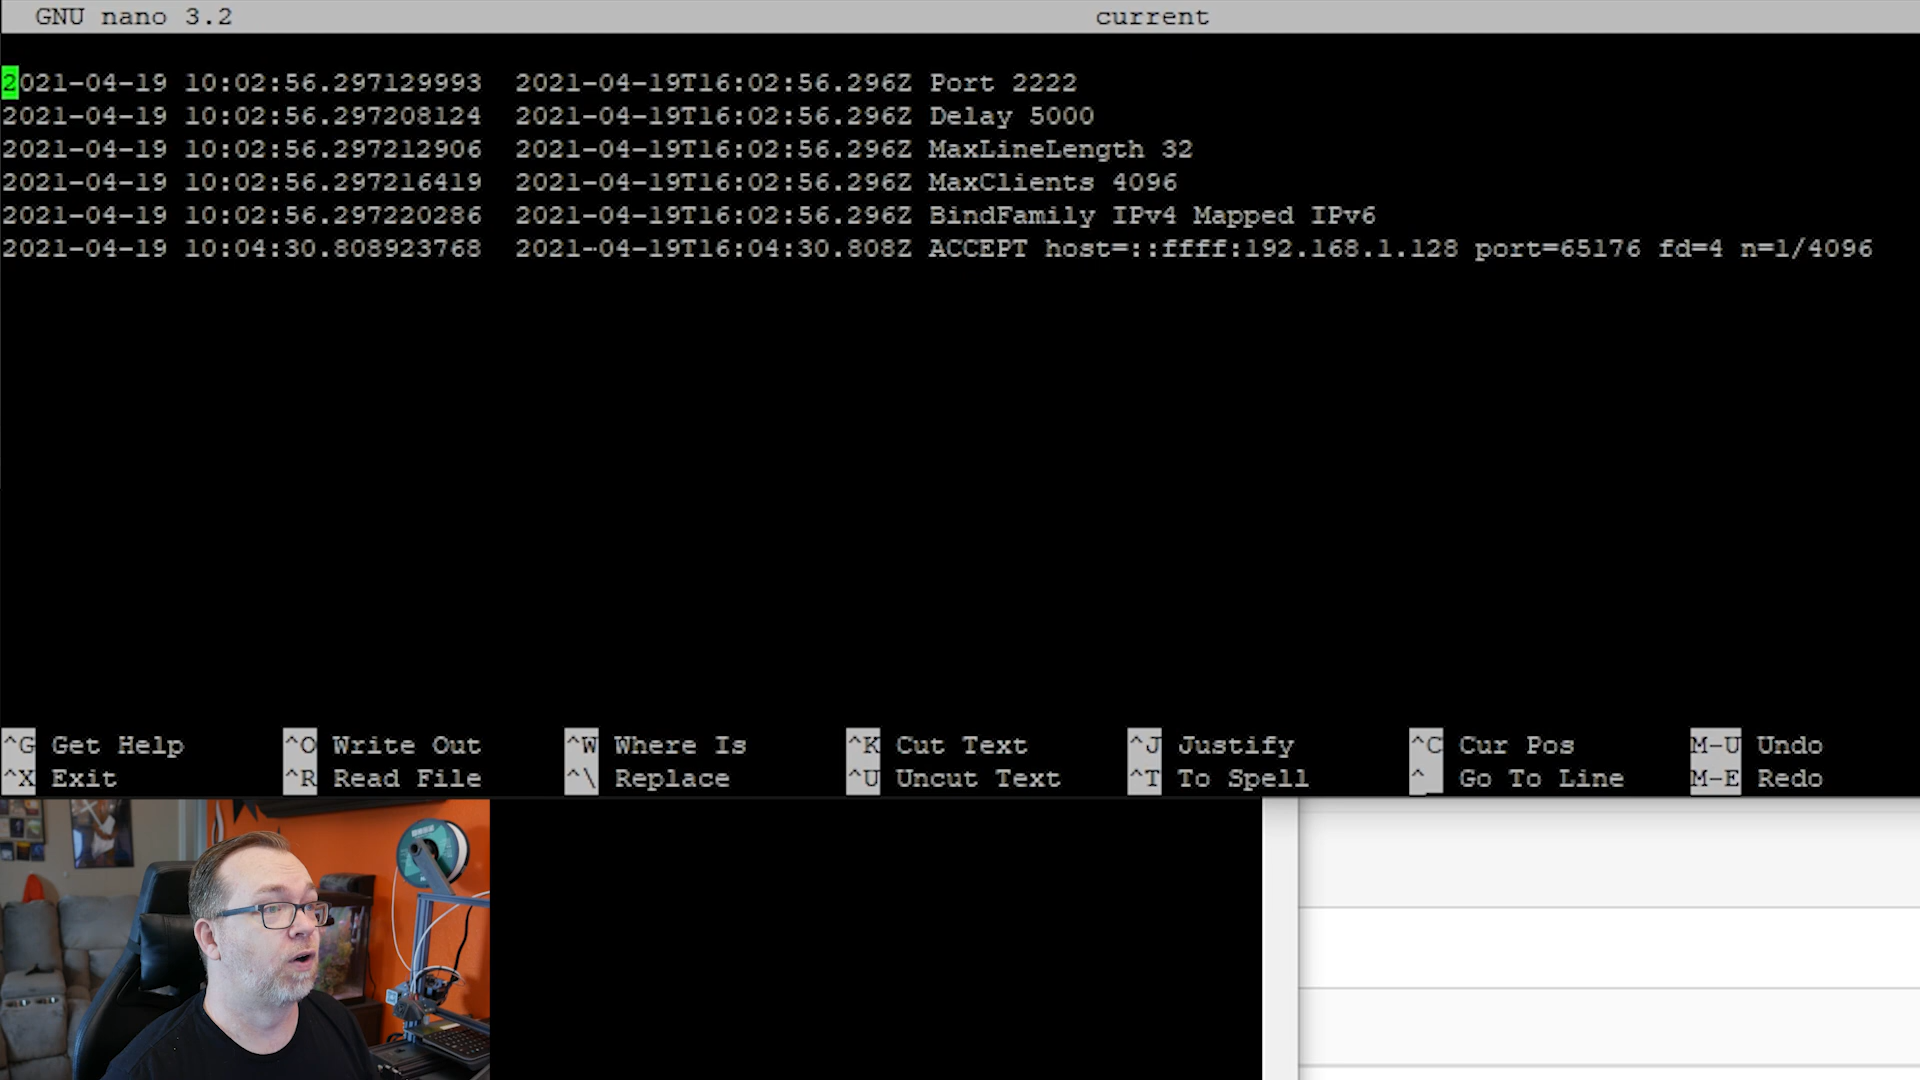 GNU nano 3.2 current
2021-04-19 10:02:56.297129993 2021-04-19T16:02:56.296Z Port 2222
2021-04-19 10:02:56.297208124 2021-04-19T16:02:56.296Z Delay 5000
2021-04-19 10:02:56.297212906 2021-04-19T16:02:56.296Z MaxLineLength 32
2021-04-19 10:02:56.297216419 2021-04-19T16:02:56.296Z MaxClients 4096
2021-04-19 10:02:56.297220286 2021-04-19T16:02:56.296Z BindFamily IPv4 Mapped IPv6
2021-04-19 10:04:30.808923768 2021-04-19T16:04:30.808Z ACCEPT host=::ffff:192.168.1.128 port=65176 fd=4 n=1/4096
^G Get Help ^O Write Out ^W Where Is ^K Cut Text ^J Justify ^C Cur Pos M-U Undo
^X Exit ^R Read File ^\ Replace ^U Uncut Text ^T To Spell ^_ Go To Line M-E Redo